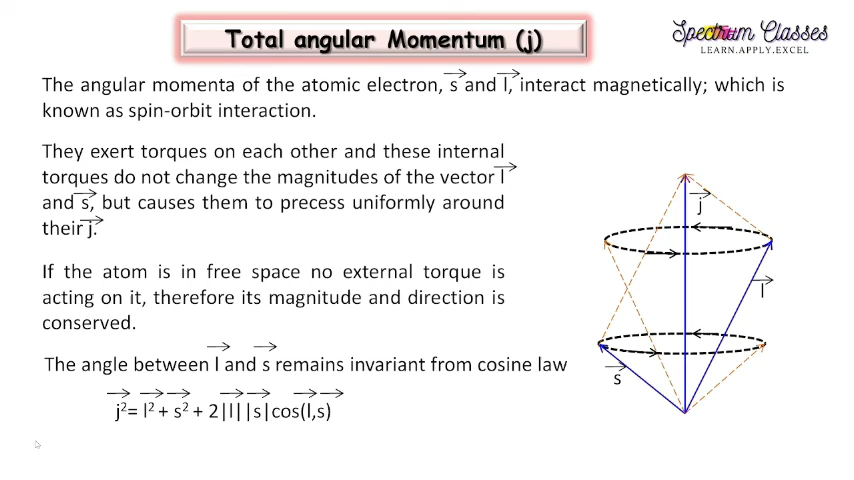 Total angular Momentum (j)
Spectrum Classes
LEARN.APPLY.EXCEL
The angular momenta of the atomic electron, s and l, interact magnetically; which is
known as spin-orbit interaction.
They exert torques on each other and these internal
torques do not change the magnitudes of the vector l
and s, but causes them to precess uniformly around
their j.
If the atom is in free space no external torque is
acting on it, therefore its magnitude and direction is
conserved.
The angle between l and s remains invariant from cosine law
j²= l² + s² + 2|l||s|cos(l,s)
j
l
s